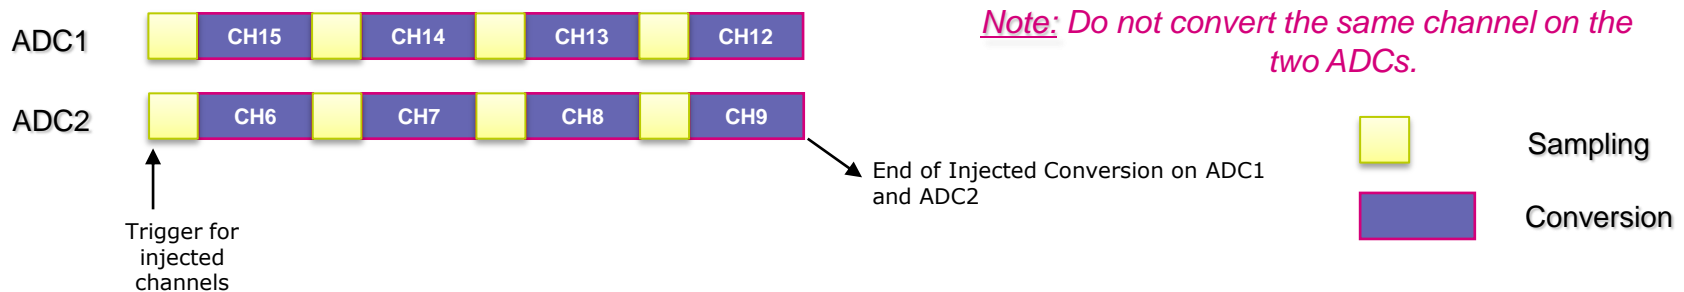 ADC1
CH15 CH14 CH13 CH12
Note: Do not convert the same channel on the
two ADCs.
ADC2
CH6 CH7 CH8 CH9
Sampling
End of Injected Conversion on ADC1
and ADC2
Conversion
Trigger for
injected
channels